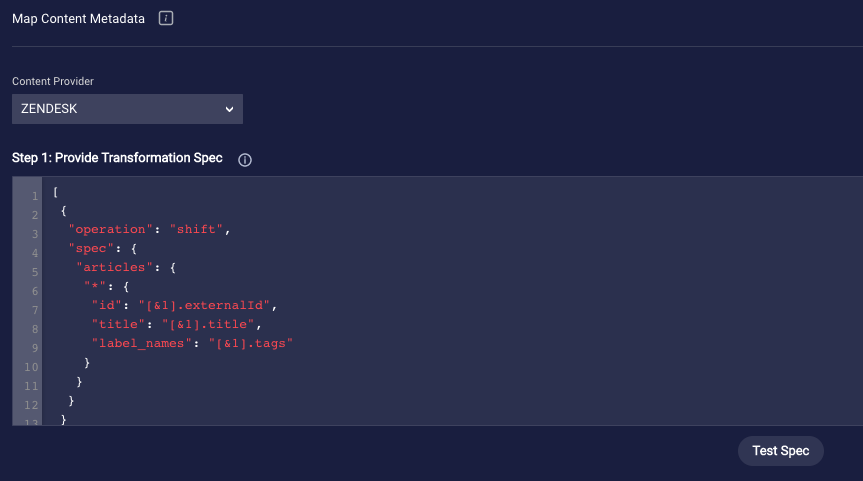 Map Content Metadata i
Content Provider
ZENDESK
Step 1: Provide Transformation Spec i
1 [
2 {
3 "operation": "shift",
4 "spec": {
5 "articles": {
6 "*": {
7 "id": "[&1].externalId",
8 "title": "[&1].title",
9 "label_names": "[&1].tags"
10 }
11 }
12 }
13 }
Test Spec